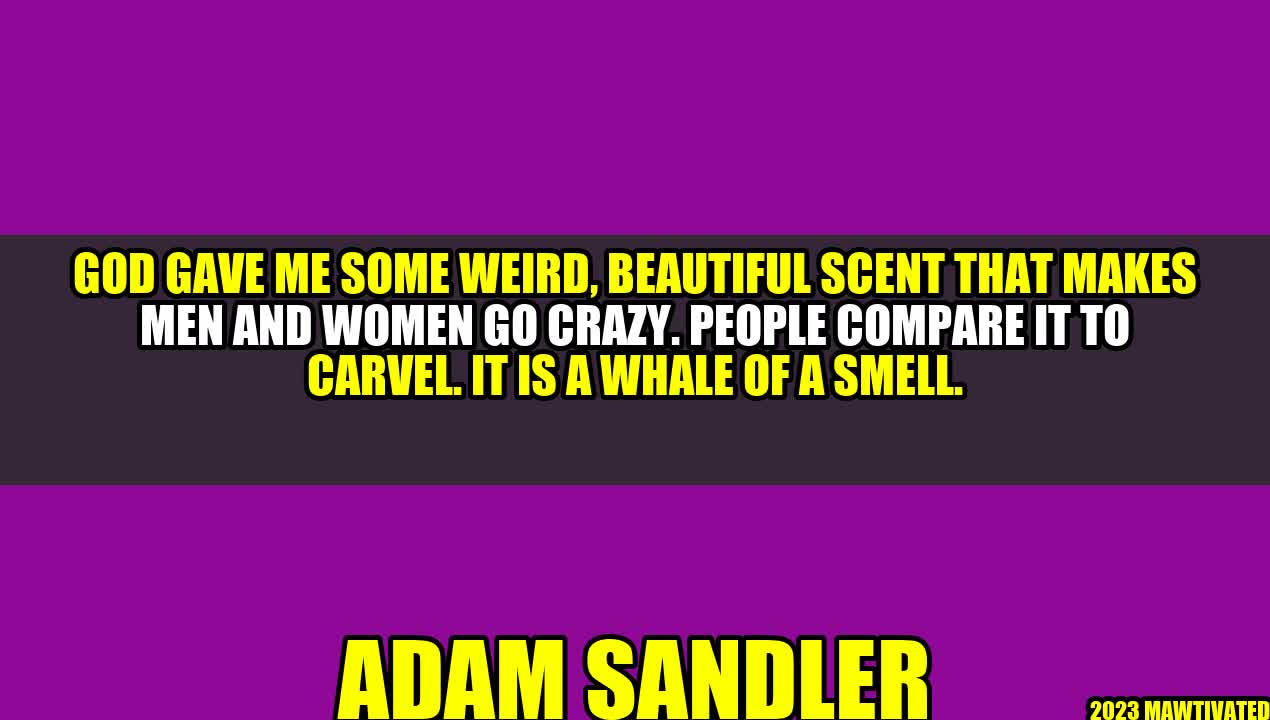 GOD GAVE ME SOME WEIRD, BEAUTIFUL SCENT THAT MAKES
MEN AND WOMEN GO CRAZY. PEOPLE COMPARE IT TO
CARVEL. IT IS A WHALE OF A SMELL.
ADAM SANDLER
2023 MAWTIVATED